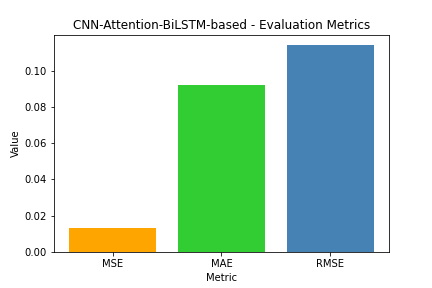 CNN-Attention-BiLSTM-based - Evaluation Metrics
0.10
0.08
0.06
0.04
0.02
0.00
Value
MSE MAE RMSE
Metric